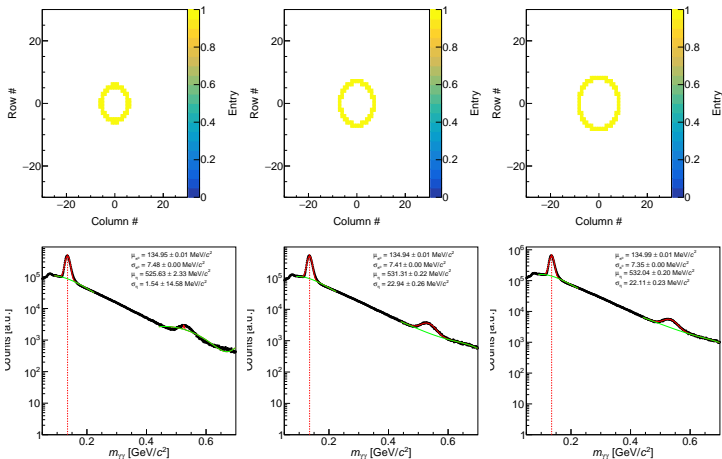 20
0
−20
−20
0
20
Row #
Column #
1
0.8
0.6
0.4
0.2
0
Entry
20
0
−20
−20
0
20
Row #
Column #
1
0.8
0.6
0.4
0.2
0
Entry
20
0
−20
−20
0
20
Row #
Column #
1
0.8
0.6
0.4
0.2
0
Entry
μπ⁰ = 134.95 ± 0.01 MeV/c²
σπ⁰ = 7.48 ± 0.00 MeV/c²
μη = 525.63 ± 2.33 MeV/c²
ση = 1.54 ± 14.58 MeV/c²
10⁵
10⁴
10³
10²
10
1
0.2
0.4
0.6
Counts [a.u.]
mγγ [GeV/c²]
μπ⁰ = 134.94 ± 0.01 MeV/c²
σπ⁰ = 7.41 ± 0.00 MeV/c²
μη = 531.31 ± 0.22 MeV/c²
ση = 22.94 ± 0.26 MeV/c²
10⁵
10⁴
10³
10²
10
1
0.2
0.4
0.6
Counts [a.u.]
mγγ [GeV/c²]
μπ⁰ = 134.99 ± 0.01 MeV/c²
σπ⁰ = 7.35 ± 0.00 MeV/c²
μη = 532.04 ± 0.20 MeV/c²
ση = 22.11 ± 0.23 MeV/c²
10⁶
10⁵
10⁴
10³
10²
10
1
0.2
0.4
0.6
Counts [a.u.]
mγγ [GeV/c²]